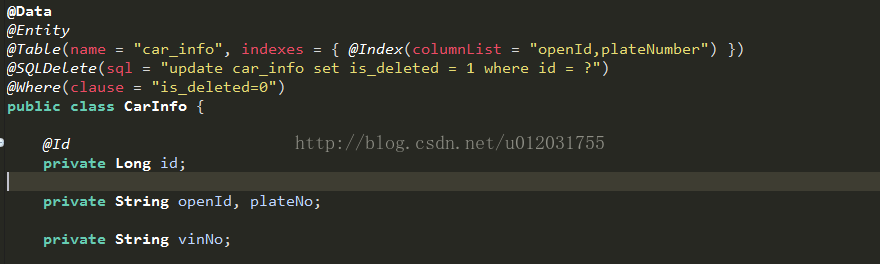 @Data
@Entity
@Table(name = "car_info", indexes = { @Index(columnList = "openId,plateNumber") })
@SQLDelete(sql = "update car_info set is_deleted = 1 where id = ?")
@Where(clause = "is_deleted=0")
public class CarInfo {
@Id
http://blog.csdn.net/u012031755
private Long id;
private String openId, plateNo;
private String vinNo;